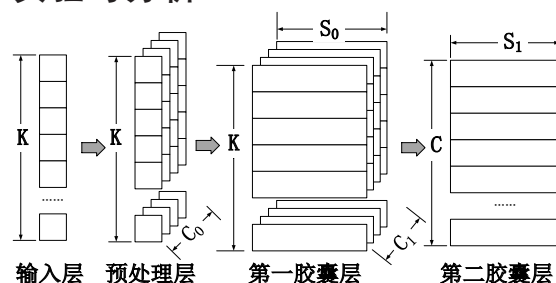 S₀
S₁
K
K
K
C
......
......
C₀
C₁
输入层 预处理层 第一胶囊层 第二胶囊层